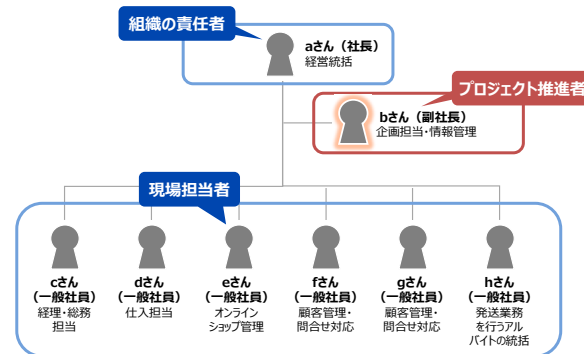 組織の責任者
aさん（社長）
経営統括
プロジェクト推進者
bさん（副社長）
企画担当・情報管理
現場担当者
cさん
（一般社員）
経理・総務
担当
dさん
（一般社員）
仕入担当
eさん
（一般社員）
オンライン
ショップ管理
fさん
（一般社員）
顧客管理・
問合せ対応
gさん
（一般社員）
顧客管理・
問合せ対応
hさん
（一般社員）
発送業務
を行うアル
バイトの統括